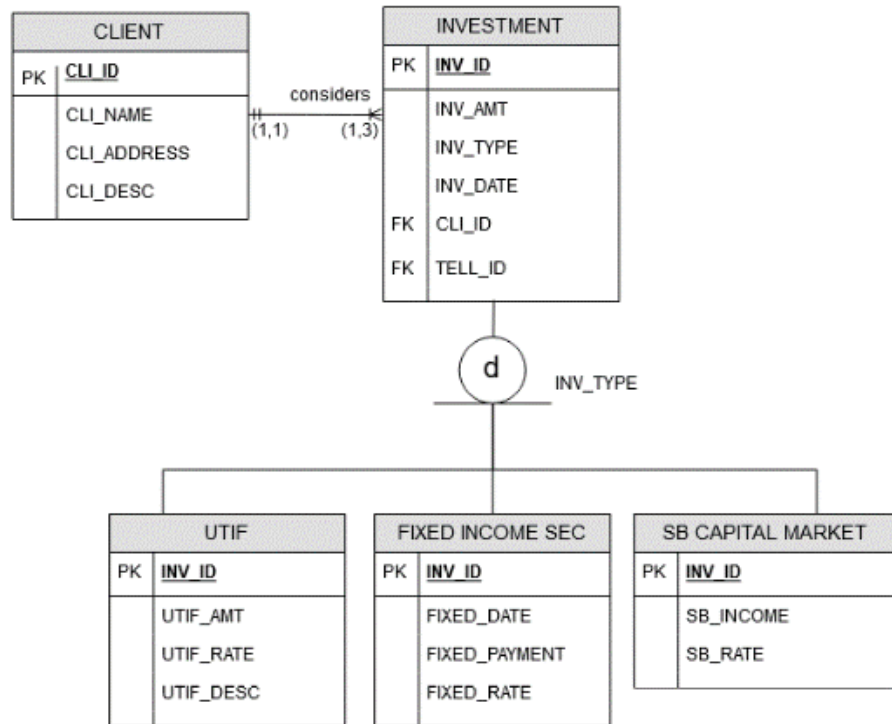 CLIENT
PK CLI_ID
CLI_NAME
CLI_ADDRESS
CLI_DESC
considers
(1,1) (1,3)
INVESTMENT
PK INV_ID
INV_AMT
INV_TYPE
INV_DATE
FK CLI_ID
FK TELL_ID
d
INV_TYPE
UTIF
PK INV_ID
UTIF_AMT
UTIF_RATE
UTIF_DESC
FIXED INCOME SEC
PK INV_ID
FIXED_DATE
FIXED_PAYMENT
FIXED_RATE
SB CAPITAL MARKET
PK INV_ID
SB_INCOME
SB_RATE